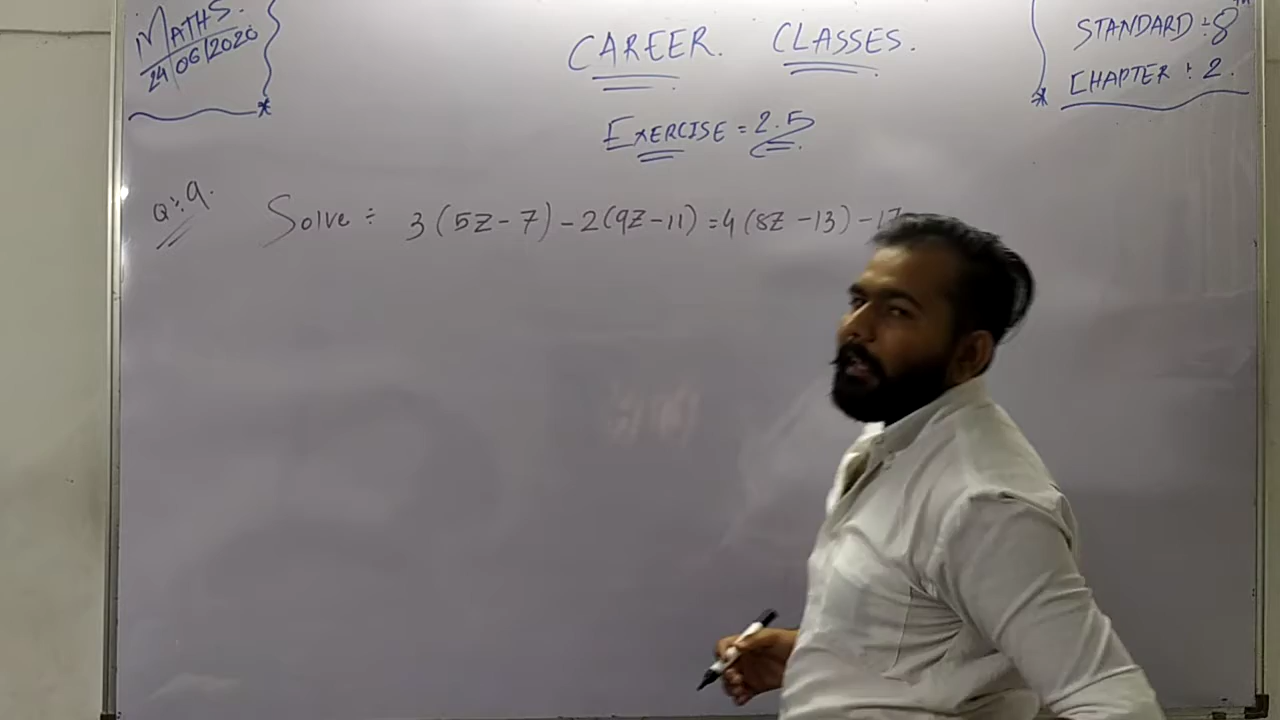 MATHS.
24/06/2020
CAREER. CLASSES.
STANDARD :- 8th
CHAPTER : 2.
EXERCISE = 2.5
Q:- 9.
Solve :- 3(5Z-7)-2(9Z-11)=4(8Z-13)-17